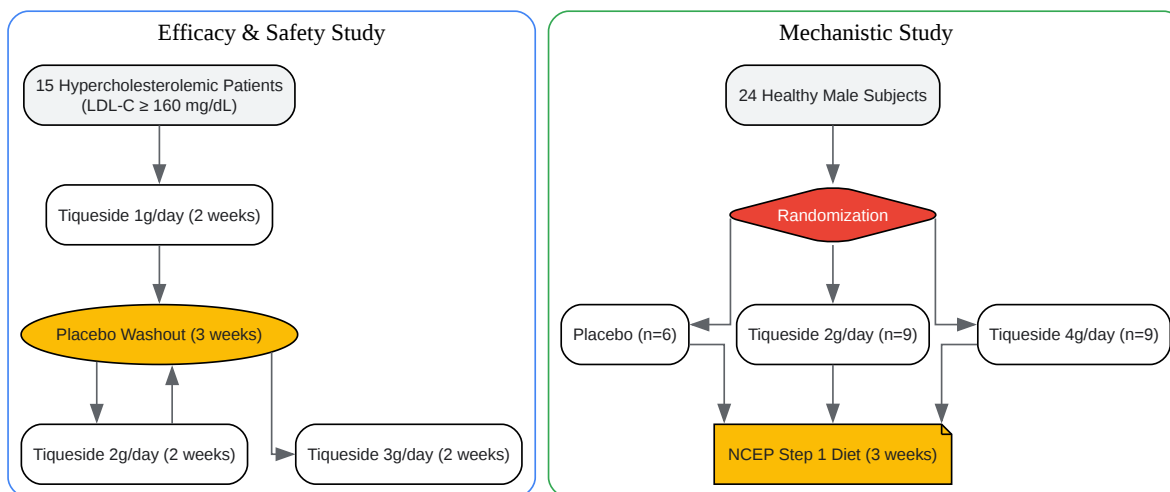 Efficacy & Safety Study
15 Hypercholesterolemic Patients
(LDL-C ≥ 160 mg/dL)
Tiqueside 1g/day (2 weeks)
Placebo Washout (3 weeks)
Tiqueside 2g/day (2 weeks)
Tiqueside 3g/day (2 weeks)
Mechanistic Study
24 Healthy Male Subjects
Randomization
Placebo (n=6)
Tiqueside 2g/day (n=9)
Tiqueside 4g/day (n=9)
NCEP Step 1 Diet (3 weeks)